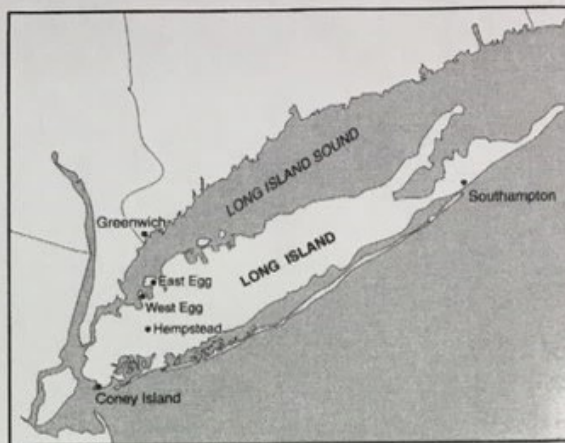 LONG ISLAND SOUND
Greenwich
Southampton
LONG ISLAND
East Egg
West Egg
Hempstead
Coney Island